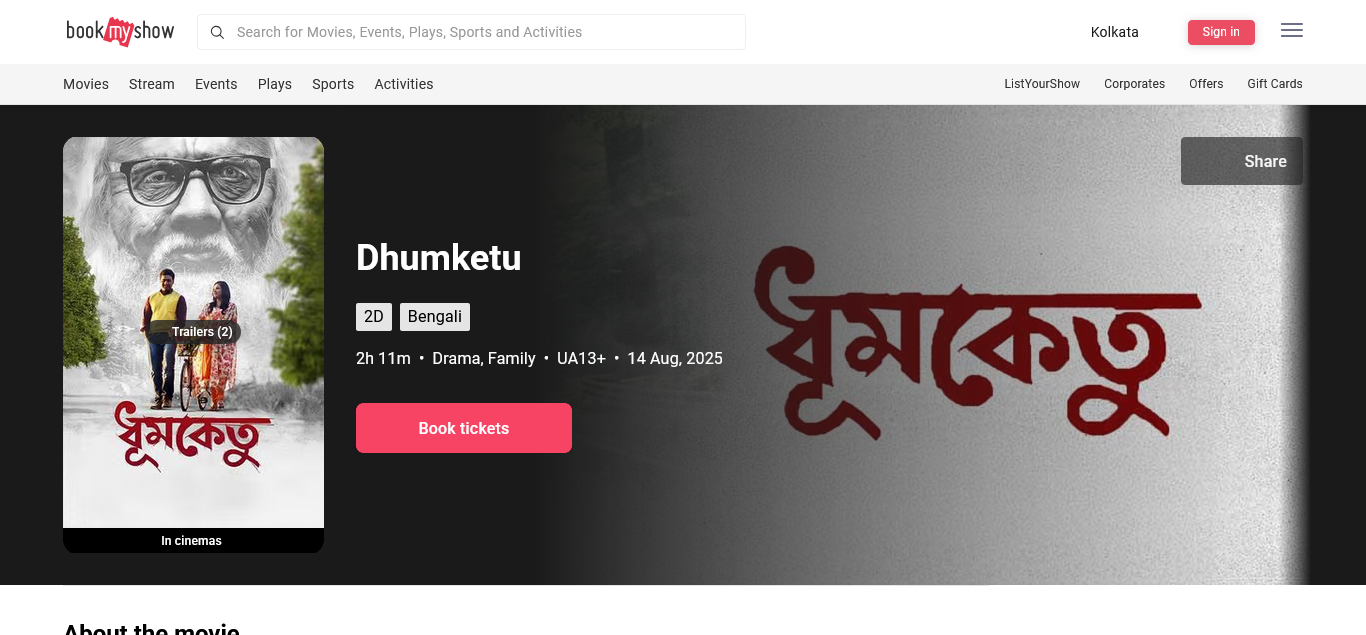 bookmyshow
Search for Movies, Events, Plays, Sports and Activities
Kolkata
Sign in
Movies Stream Events Plays Sports Activities
ListYourShow Corporates Offers Gift Cards
Share
Trailers (2)
ধূমকেতু
In cinemas
Dhumketu
2D Bengali
2h 11m • Drama, Family • UA13+ • 14 Aug, 2025
Book tickets
ধূমকেতু
About the movie